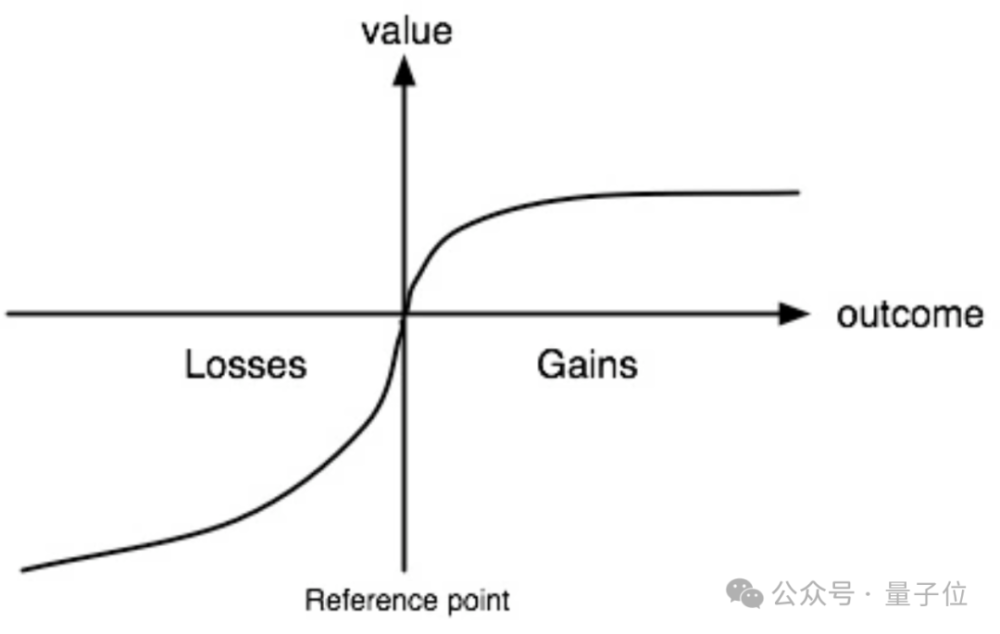 value
outcome
Losses
Gains
Reference point
公众号 · 量子位